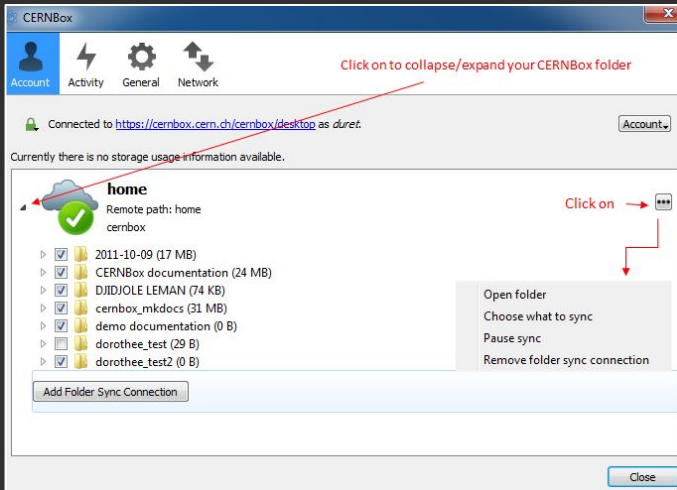 CERNBox
Account
Activity
General
Network
Click on to collapse/expand your CERNBox folder
Connected to https://cernbox.cern.ch/cernbox/desktop as duret.
Account
Currently there is no storage usage information available.
home
Remote path: home
cernbox
Click on
2011-10-09 (17 MB)
CERNBox documentation (24 MB)
DJIDJOLE LEMAN (74 KB)
cernbox_mkdocs (31 MB)
demo documentation (0 B)
dorothee_test (29 B)
dorothee_test2 (0 B)
Open folder
Choose what to sync
Pause sync
Remove folder sync connection
Add Folder Sync Connection
Close